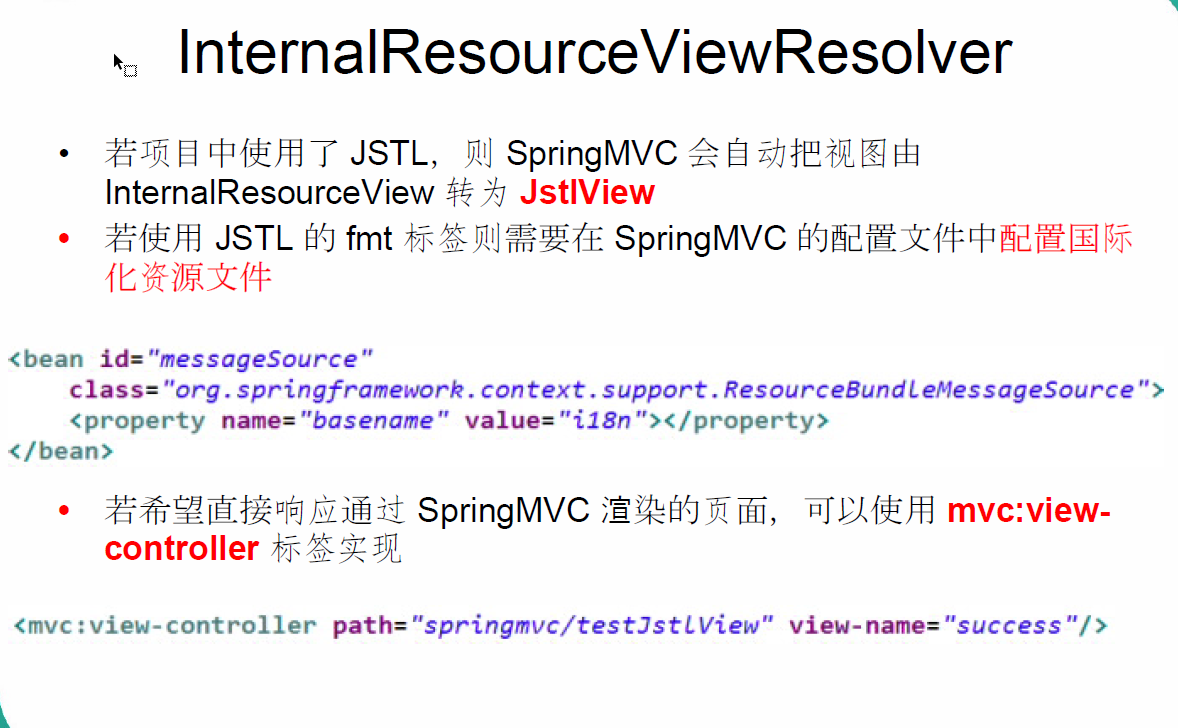 InternalResourceViewResolver
• 若项目中使用了 JSTL，则 SpringMVC 会自动把视图由
InternalResourceView 转为 JstlView
• 若使用 JSTL 的 fmt 标签则需要在 SpringMVC 的配置文件中配置国际
化资源文件
<bean id="messageSource"
class="org.springframework.context.support.ResourceBundleMessageSource">
<property name="basename" value="i18n"></property>
</bean>
• 若希望直接响应通过 SpringMVC 渲染的页面，可以使用 mvc:view-
controller 标签实现
<mvc:view-controller path="springmvc/testJstlView" view-name="success"/>